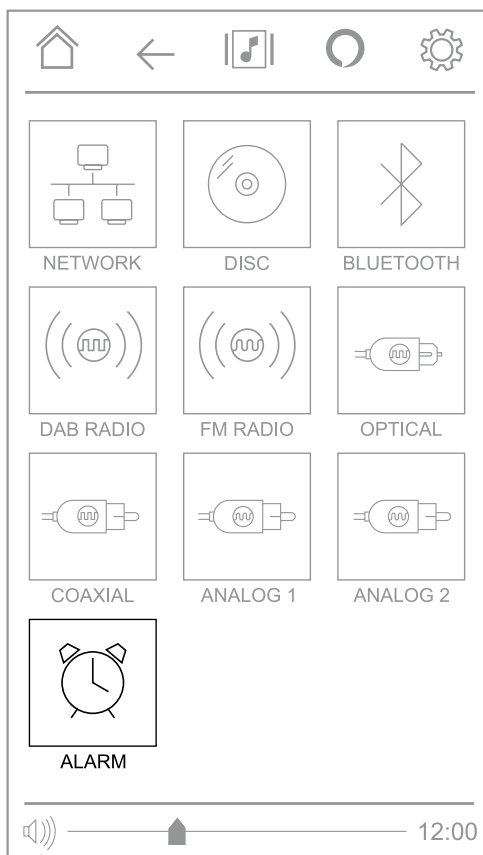 NETWORK DISC BLUETOOTH
DAB RADIO FM RADIO OPTICAL
COAXIAL ANALOG 1 ANALOG 2
ALARM
12:00